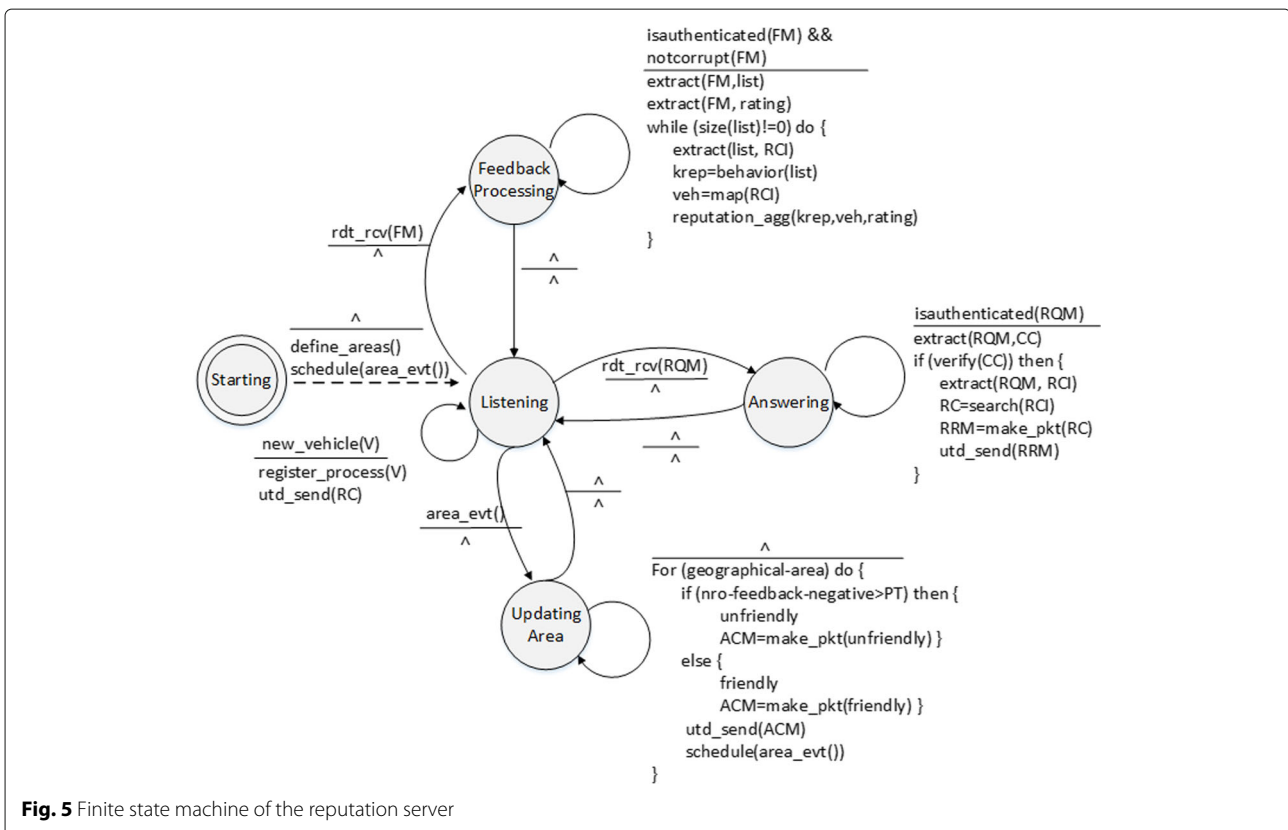 isauthenticated(FM) &&
notcorrupt(FM)
extract(FM,list)
extract(FM, rating)
while (size(list)!=0) do {
extract(list, RCI)
krep=behavior(list)
veh=map(RCI)
reputation_agg(krep,veh,rating)
}
Feedback
Processing
rdt_rcv(FM)
^
^
^
^
define_areas()
schedule(area_evt())
Starting
Listening
rdt_rcv(RQM)
^
Answering
^
^
isauthenticated(RQM)
extract(RQM,CC)
if (verify(CC)) then {
extract(RQM, RCI)
RC=search(RCI)
RRM=make_pkt(RC)
utd_send(RRM)
}
new_vehicle(V)
register_process(V)
utd_send(RC)
area_evt()
^
^
^
Updating
Area
^
For (geographical-area) do {
if (nro-feedback-negative>PT) then {
unfriendly
ACM=make_pkt(unfriendly) }
else {
friendly
ACM=make_pkt(friendly) }
utd_send(ACM)
schedule(area_evt())
}
Fig. 5 Finite state machine of the reputation server